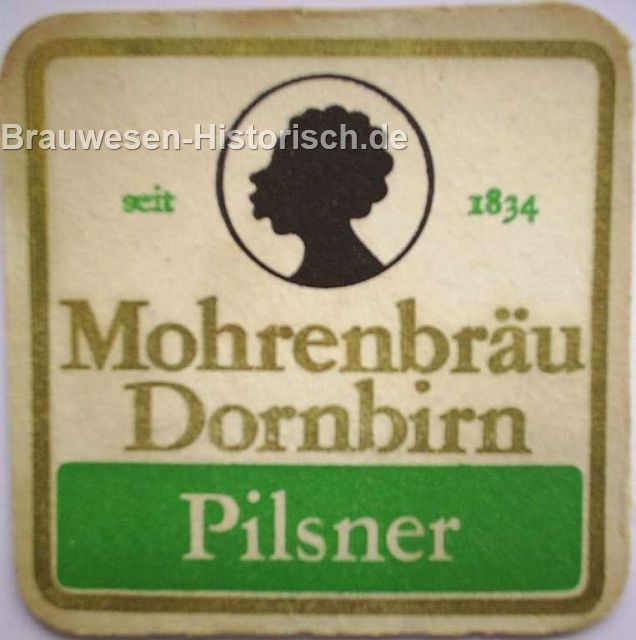 Brauwesen-Historisch.de
seit 1834
Mohrenbräu
Dornbirn
Pilsner